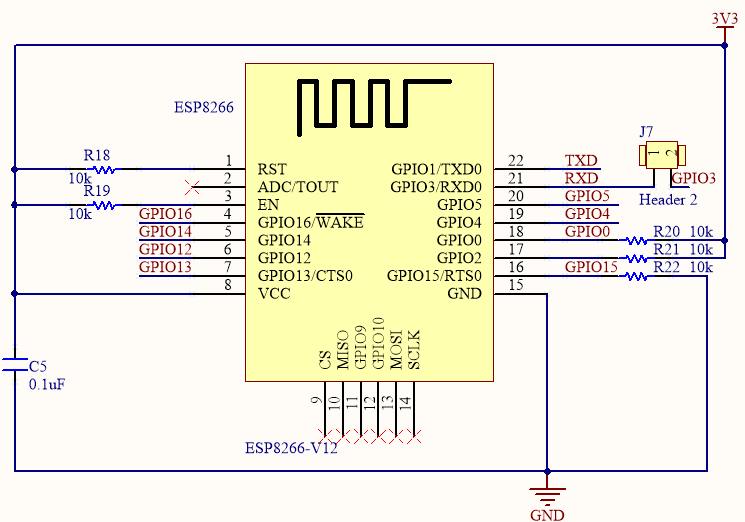 3V3
ESP8266
J7
R18
10k
R19
10k
1 RST
2 ADC/TOUT
3 EN
GPIO16 4 GPIO16/WAKE
GPIO14 5 GPIO14
GPIO12 6 GPIO12
GPIO13 7 GPIO13/CTS0
8 VCC
GPIO1/TXD0 22 TXD
GPIO3/RXD0 21 RXD
GPIO5 20 GPIO5
GPIO4 19 GPIO4
GPIO0 18 GPIO0 R20 10k
GPIO2 17 R21 10k
GPIO15/RTS0 16 GPIO15 R22 10k
GND 15
1 2
GPIO3
Header 2
CS 9
MISO 10
GPIO9 11
GPIO10 12
MOSI 13
SCLK 14
C5
0.1uF
ESP8266-V12
GND